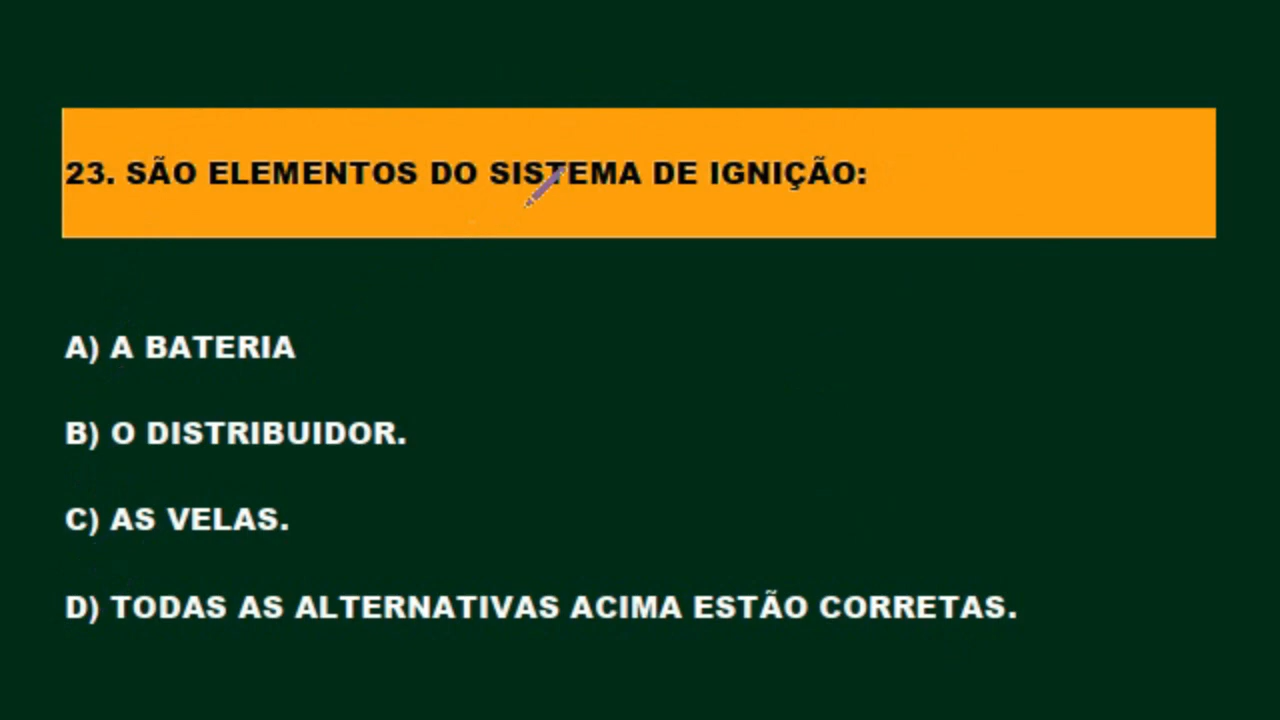 23. SÃO ELEMENTOS DO SISTEMA DE IGNIÇÃO:
A) A BATERIA
B) O DISTRIBUIDOR.
C) AS VELAS.
D) TODAS AS ALTERNATIVAS ACIMA ESTÃO CORRETAS.